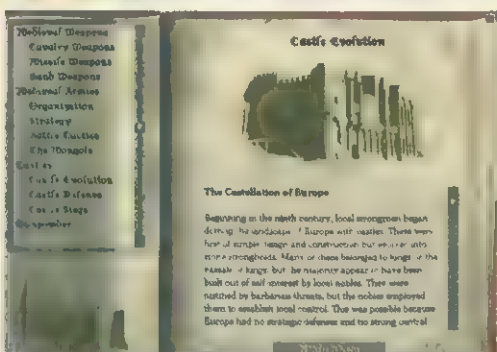 Medieval Weapons
Cavalry Weapons
Missile Weapons
Hand Weapons
Medieval Armies
Organization
Strategy
Battle Tactics
The Mongols
Castles
Castle Evolution
Castle Defense
Castle Siege
Gunpowder
Castle Evolution
The Castellation of Europe
Beginning in the ninth century, local strongmen began
dotting the landscape of Europe with castles. These were
first of simple design and construction but evolved into
stone strongholds. Many of these belonged to kings or the
vassals of kings, but the majority appear to have been
built out of self-interest by local nobles. They were
justified by barbarian threats, but the nobles employed
them to establish local control. This was possible because
Europe had no strategic defenses and no strong central